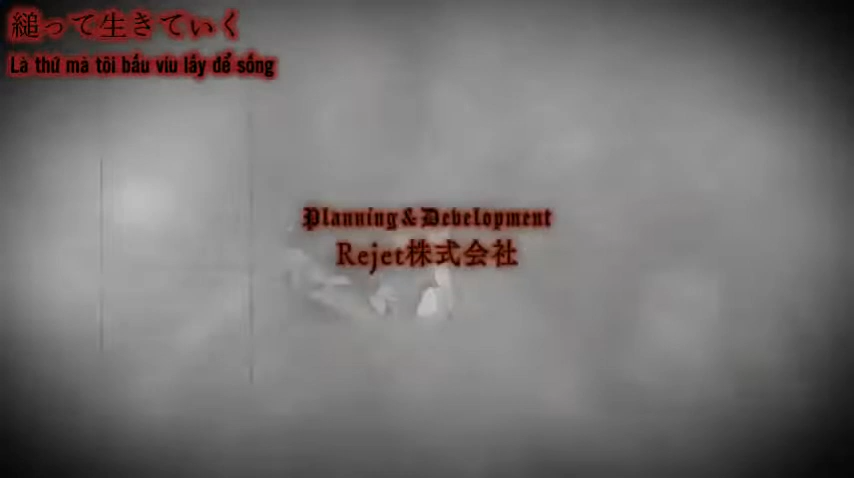 縋って生きていく
Là thứ mà tôi bấu víu lấy để sống
Planning & Development
Rejet株式会社